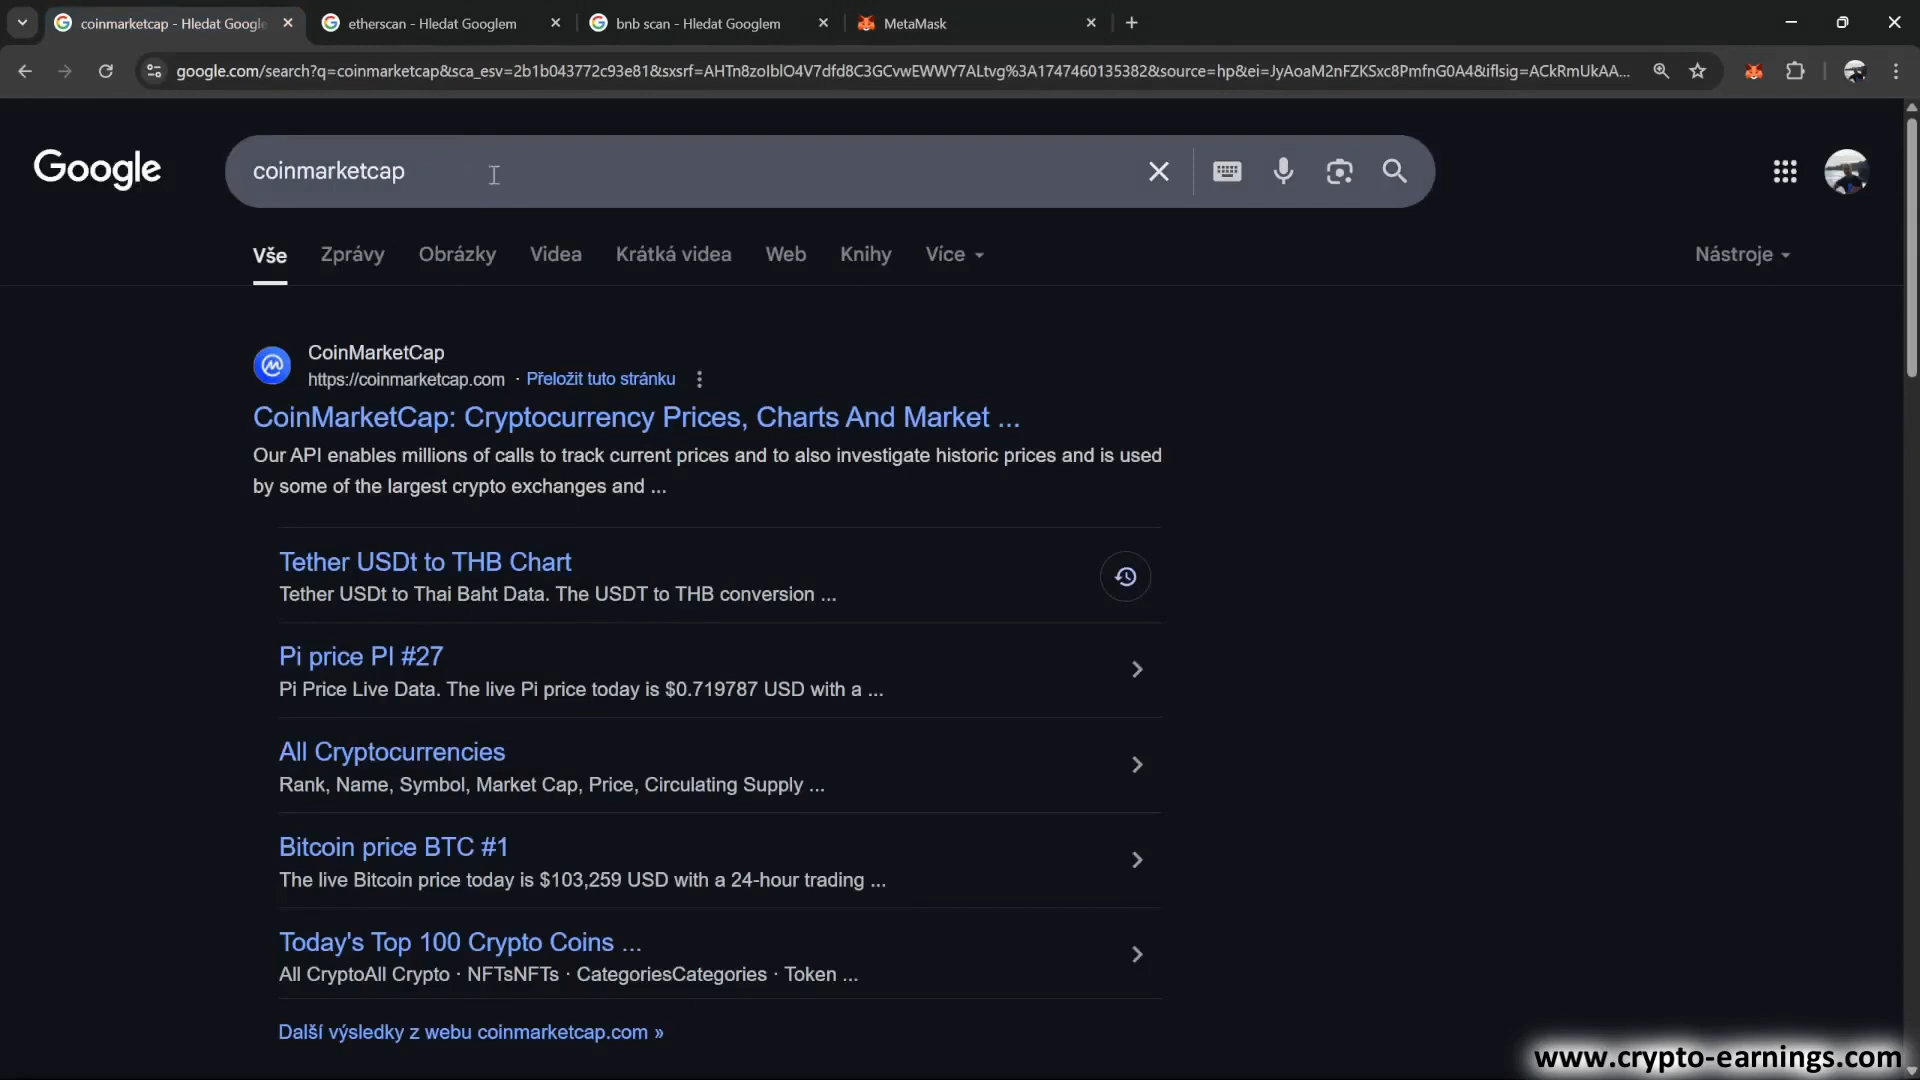 coinmarketcap - Hledat Google
etherscan - Hledat Googlem
bnb scan - Hledat Googlem
MetaMask
google.com/search?q=coinmarketcap&sca_esv=2b1b043772c93e81&sxsrf=AHTn8zoIblO4V7dfd8C3GCvwEWWY7ALtvg%3A1747460135382&source=hp&ei=JyAoaM2nFZKSxc8PmfnG0A4&iflsig=ACkRmUkAA...
Google
coinmarketcap
Vše
Zprávy
Obrázky
Videa
Krátká videa
Web
Knihy
Více
Nástroje
CoinMarketCap
https://coinmarketcap.com · Přeložit tuto stránku
CoinMarketCap: Cryptocurrency Prices, Charts And Market ...
Our API enables millions of calls to track current prices and to also investigate historic prices and is used
by some of the largest crypto exchanges and ...
Tether USDt to THB Chart
Tether USDt to Thai Baht Data. The USDT to THB conversion ...
Pi price PI #27
Pi Price Live Data. The live Pi price today is $0.719787 USD with a ...
All Cryptocurrencies
Rank, Name, Symbol, Market Cap, Price, Circulating Supply ...
Bitcoin price BTC #1
The live Bitcoin price today is $103,259 USD with a 24-hour trading ...
Today's Top 100 Crypto Coins ...
All CryptoAll Crypto · NFTsNFTs · CategoriesCategories · Token ...
Další výsledky z webu coinmarketcap.com »
www.crypto-earnings.com